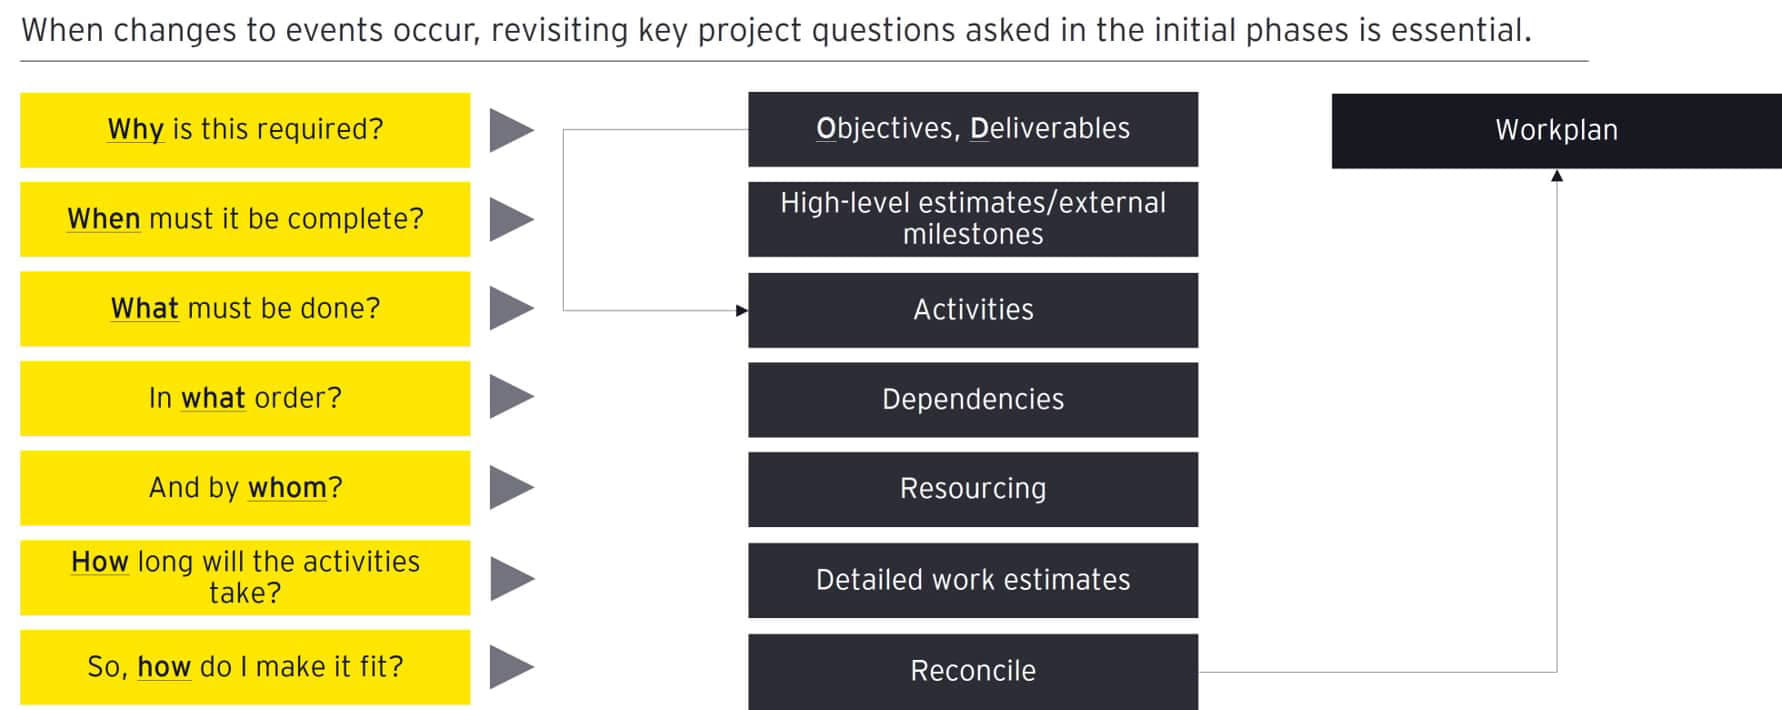 When changes to events occur, revisiting key project questions asked in the initial phases is essential.
Why is this required?
Objectives, Deliverables
Workplan
When must it be complete?
High-level estimates/external
milestones
What must be done?
Activities
In what order?
Dependencies
And by whom?
Resourcing
How long will the activities
take?
Detailed work estimates
So, how do I make it fit?
Reconcile